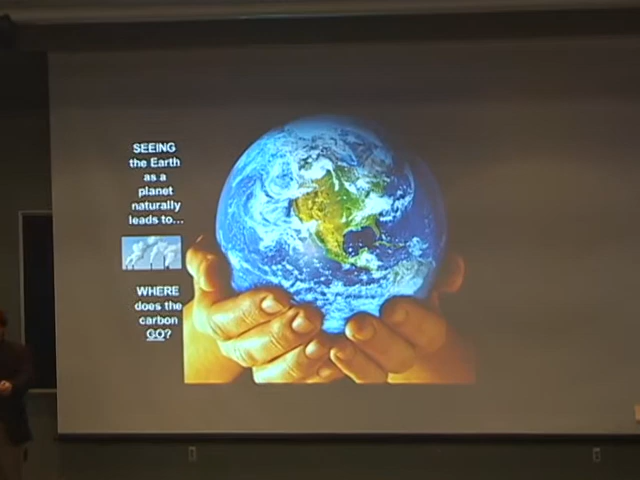 SEEING
the Earth
as a
planet
naturally
leads to...
WHERE
does the
carbon
GO?